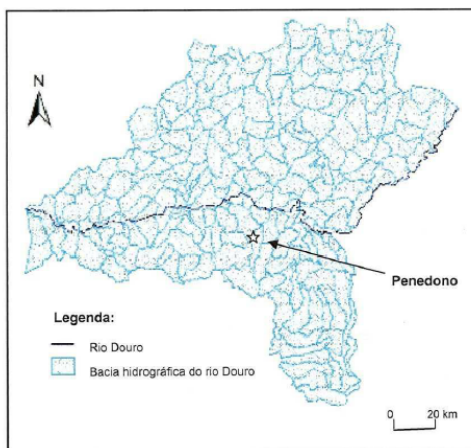 N
Penedono
Legenda:
Rio Douro
Bacia hidrográfica do rio Douro
0 20 km